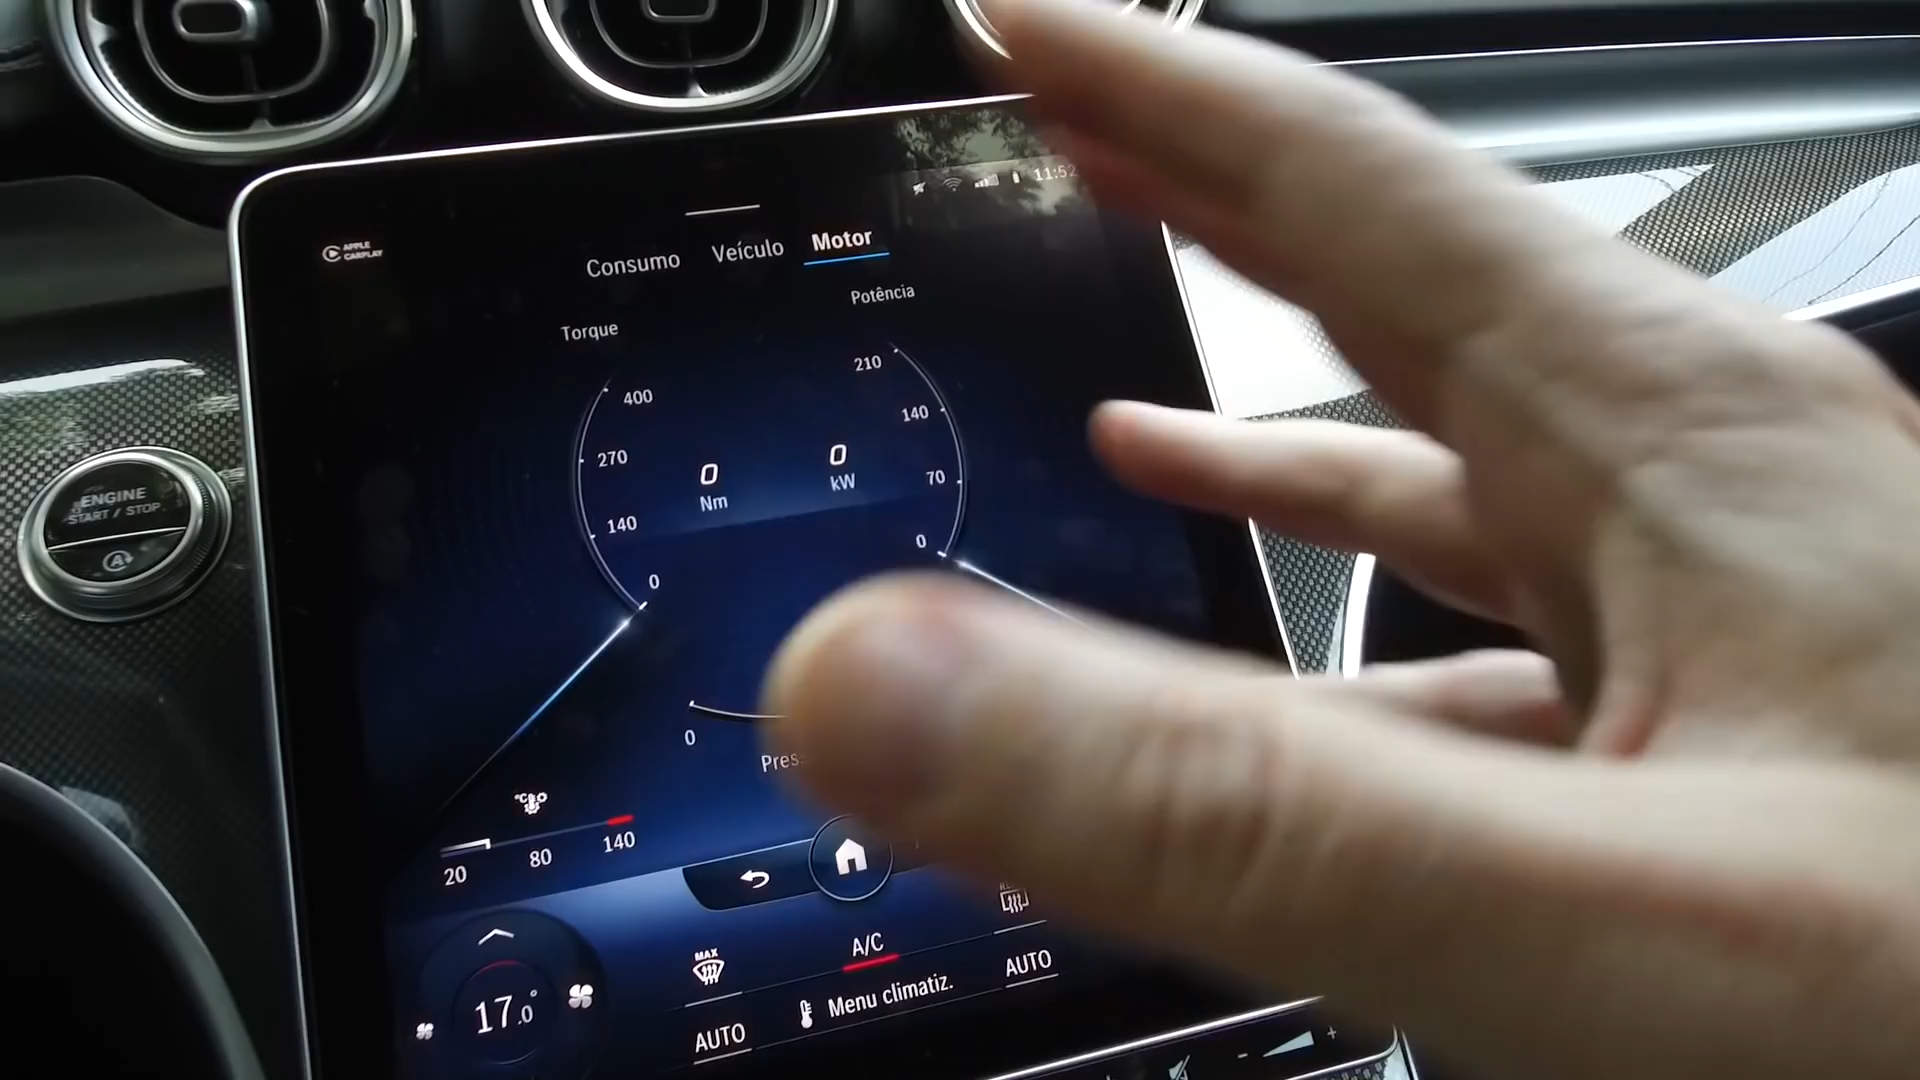 11:52
APPLE
CARPLAY
Consumo Veículo Motor
Torque
Potência
400
270
140
0
0
Nm
210
140
70
0
0
kW
0
20 80 140
ENGINE
START / STOP
A
17.0°
MAX
A/C
AUTO
Menu climatiz.
AUTO
- +